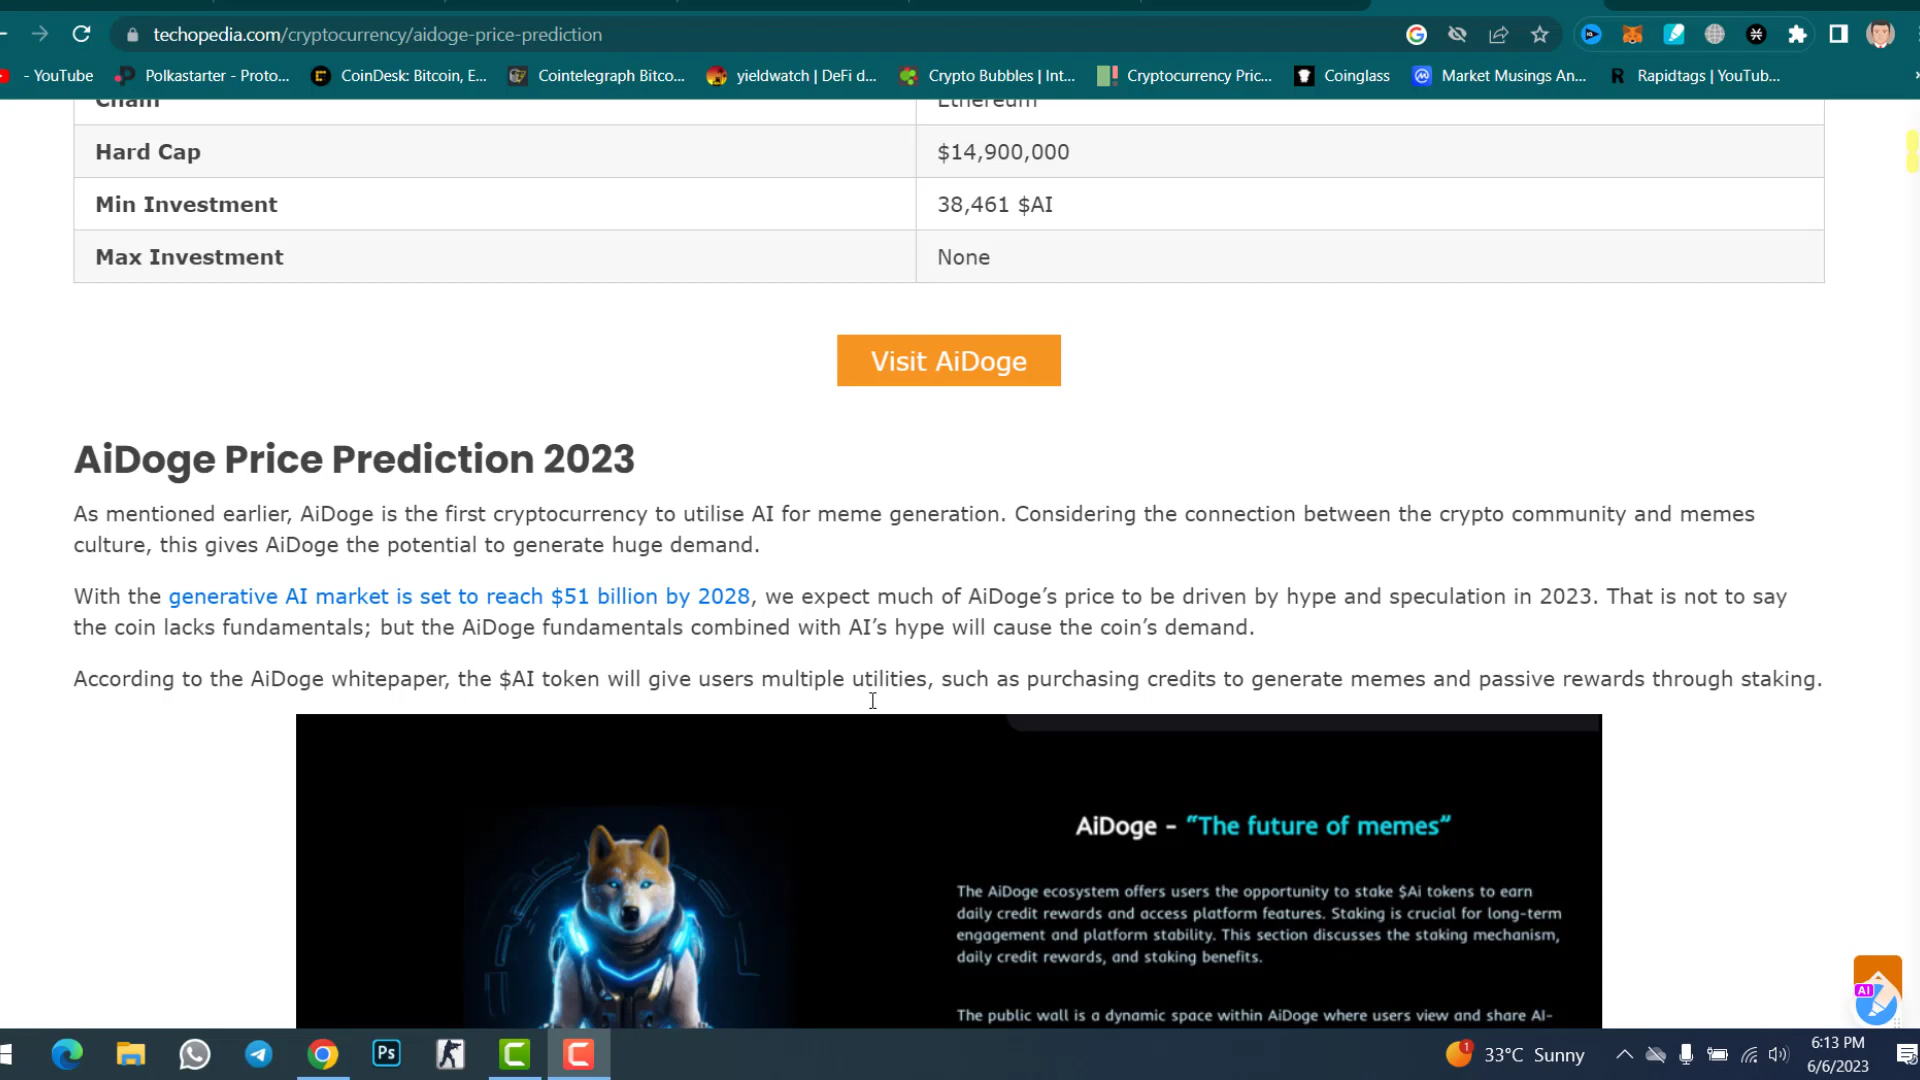 techopedia.com/cryptocurrency/aidoge-price-prediction
- YouTube
Polkastarter - Proto...
CoinDesk: Bitcoin, E...
Cointelegraph Bitco...
yieldwatch | DeFi d...
Crypto Bubbles | Int...
Cryptocurrency Pric...
Coinglass
Market Musings An...
Rapidtags | YouTub...
Chain Ethereum
Hard Cap $14,900,000
Min Investment 38,461 $AI
Max Investment None
Visit AiDoge
AiDoge Price Prediction 2023
As mentioned earlier, AiDoge is the first cryptocurrency to utilise AI for meme generation. Considering the connection between the crypto community and memes
culture, this gives AiDoge the potential to generate huge demand.
With the generative AI market is set to reach $51 billion by 2028, we expect much of AiDoge’s price to be driven by hype and speculation in 2023. That is not to say
the coin lacks fundamentals; but the AiDoge fundamentals combined with AI’s hype will cause the coin’s demand.
According to the AiDoge whitepaper, the $AI token will give users multiple utilities, such as purchasing credits to generate memes and passive rewards through staking.
AiDoge - “The future of memes“
The AiDoge ecosystem offers users the opportunity to stake $Ai tokens to earn
daily credit rewards and access platform features. Staking is crucial for long-term
engagement and platform stability. This section discusses the staking mechanism,
daily credit rewards, and staking benefits.
The public wall is a dynamic space within AiDoge where users view and share AI-
AI
Ps
1
33°C Sunny
6:13 PM
6/6/2023